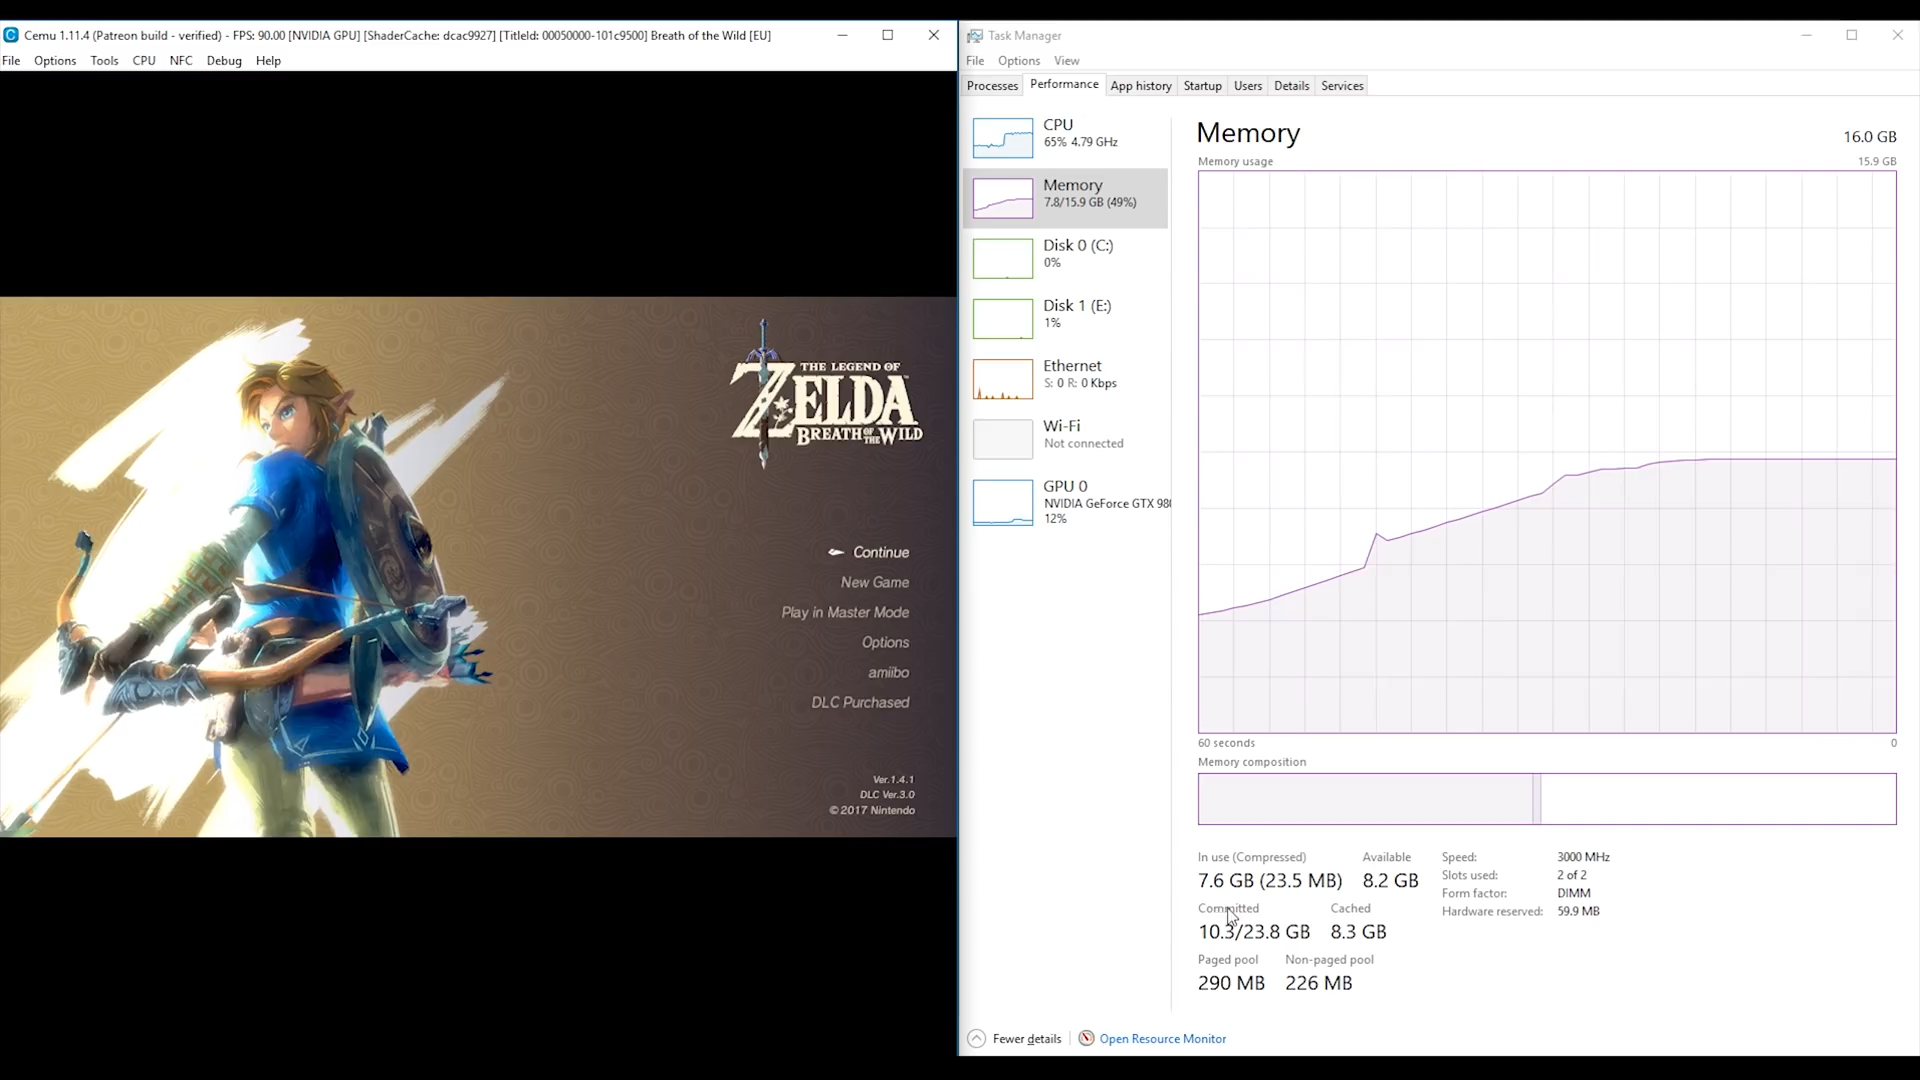 Cemu 1.11.4 (Patreon build - verified) - FPS: 90.00 [NVIDIA GPU] [ShaderCache: dcac9927] [TitleId: 00050000-101c9500] Breath of the Wild [EU]
File Options Tools CPU NFC Debug Help
THE LEGEND OF
ZELDA
BREATH OF THE WILD
Continue
New Game
Play in Master Mode
Options
amiibo
DLC Purchased
Ver.1.4.1
DLC Ver.3.0
© 2017 Nintendo
Task Manager
File Options View
Processes Performance App history Startup Users Details Services
CPU
65% 4.79 GHz
Memory
7.8/15.9 GB (49%)
Disk 0 (C:)
0%
Disk 1 (E:)
1%
Ethernet
S: 0 R: 0 Kbps
Wi-Fi
Not connected
GPU 0
NVIDIA GeForce GTX 980
12%
Memory 16.0 GB
Memory usage 15.9 GB
60 seconds 0
Memory composition
In use (Compressed) Available
7.6 GB (23.5 MB) 8.2 GB
Committed Cached
10.3/23.8 GB 8.3 GB
Paged pool Non-paged pool
290 MB 226 MB
Speed: 3000 MHz
Slots used: 2 of 2
Form factor: DIMM
Hardware reserved: 59.9 MB
Fewer details Open Resource Monitor